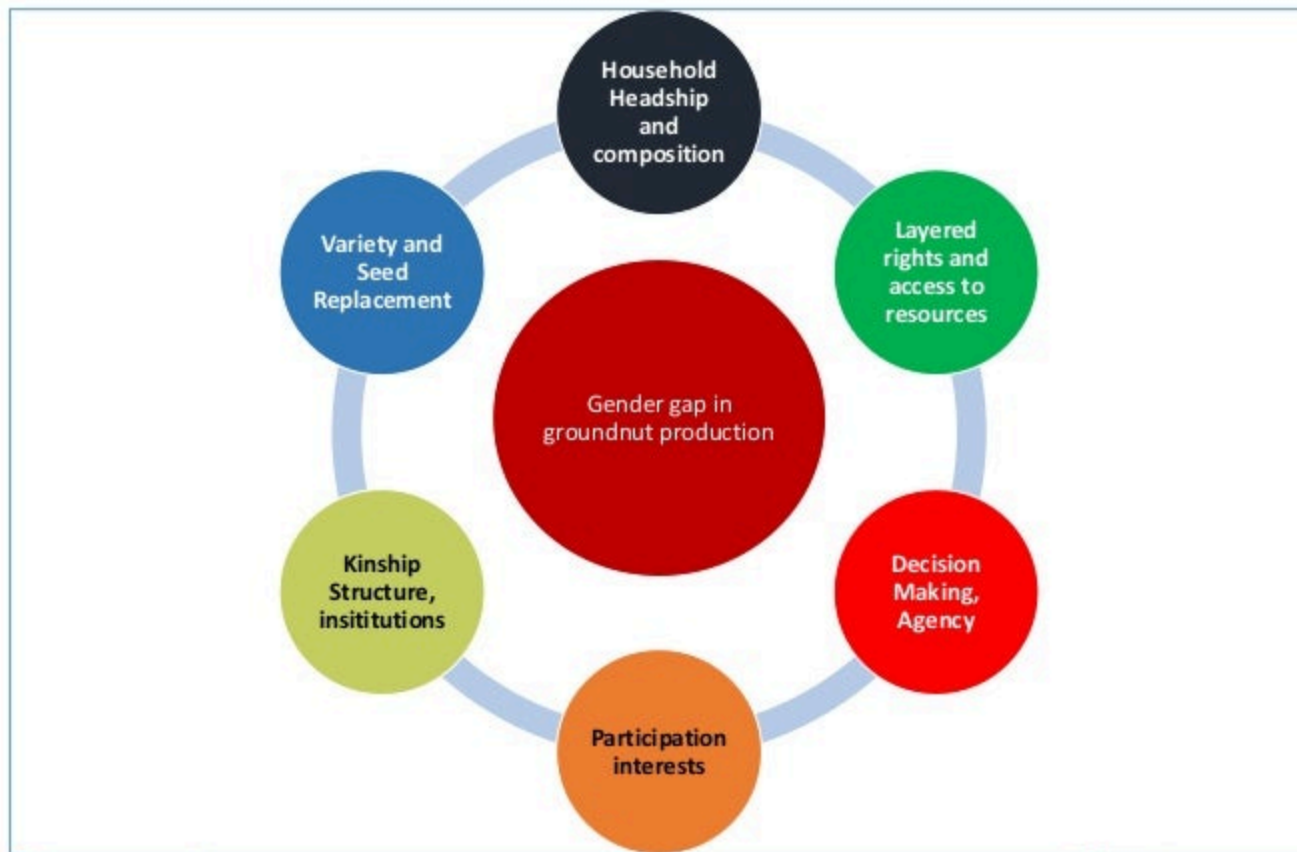 Household
Headship
and
composition
Layered
rights and
access to
resources
Decision
Making,
Agency
Participation
interests
Kinship
Structure,
insititutions
Variety and
Seed
Replacement
Gender gap in
groundnut production